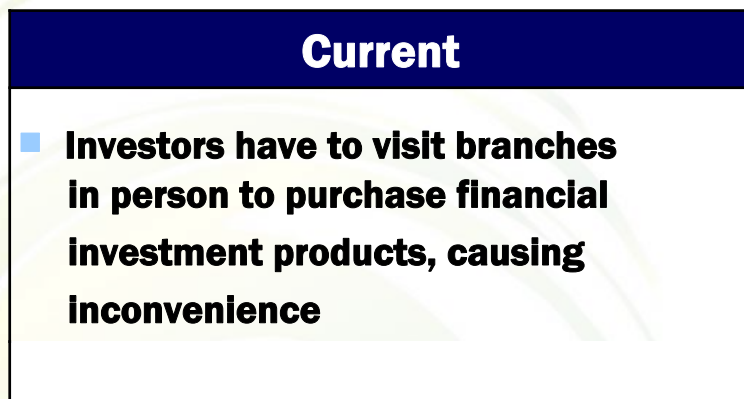 Current
Investors have to visit branches
in person to purchase financial
investment products, causing
inconvenience